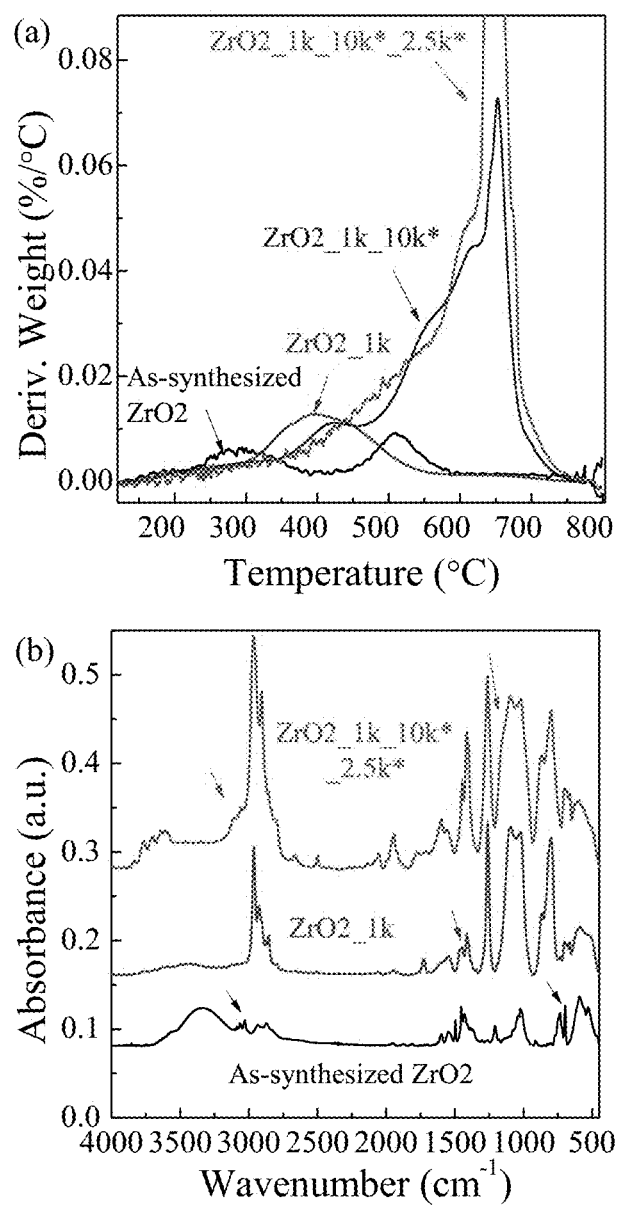 (a)
0.08
0.06
0.04
0.02
0.00
Deriv. Weight (%/°C)
ZrO2_1k_10k*_2.5k*
ZrO2_1k_10k*
ZrO2_1k
As-synthesized
ZrO2
200 300 400 500 600 700 800
Temperature (°C)
(b)
0.5
0.4
0.3
0.2
0.1
0.0
Absorbance (a.u.)
ZrO2_1k_10k*
_2.5k*
ZrO2_1k
As-synthesized ZrO2
4000 3500 3000 2500 2000 1500 1000 500
Wavenumber (cm-1)